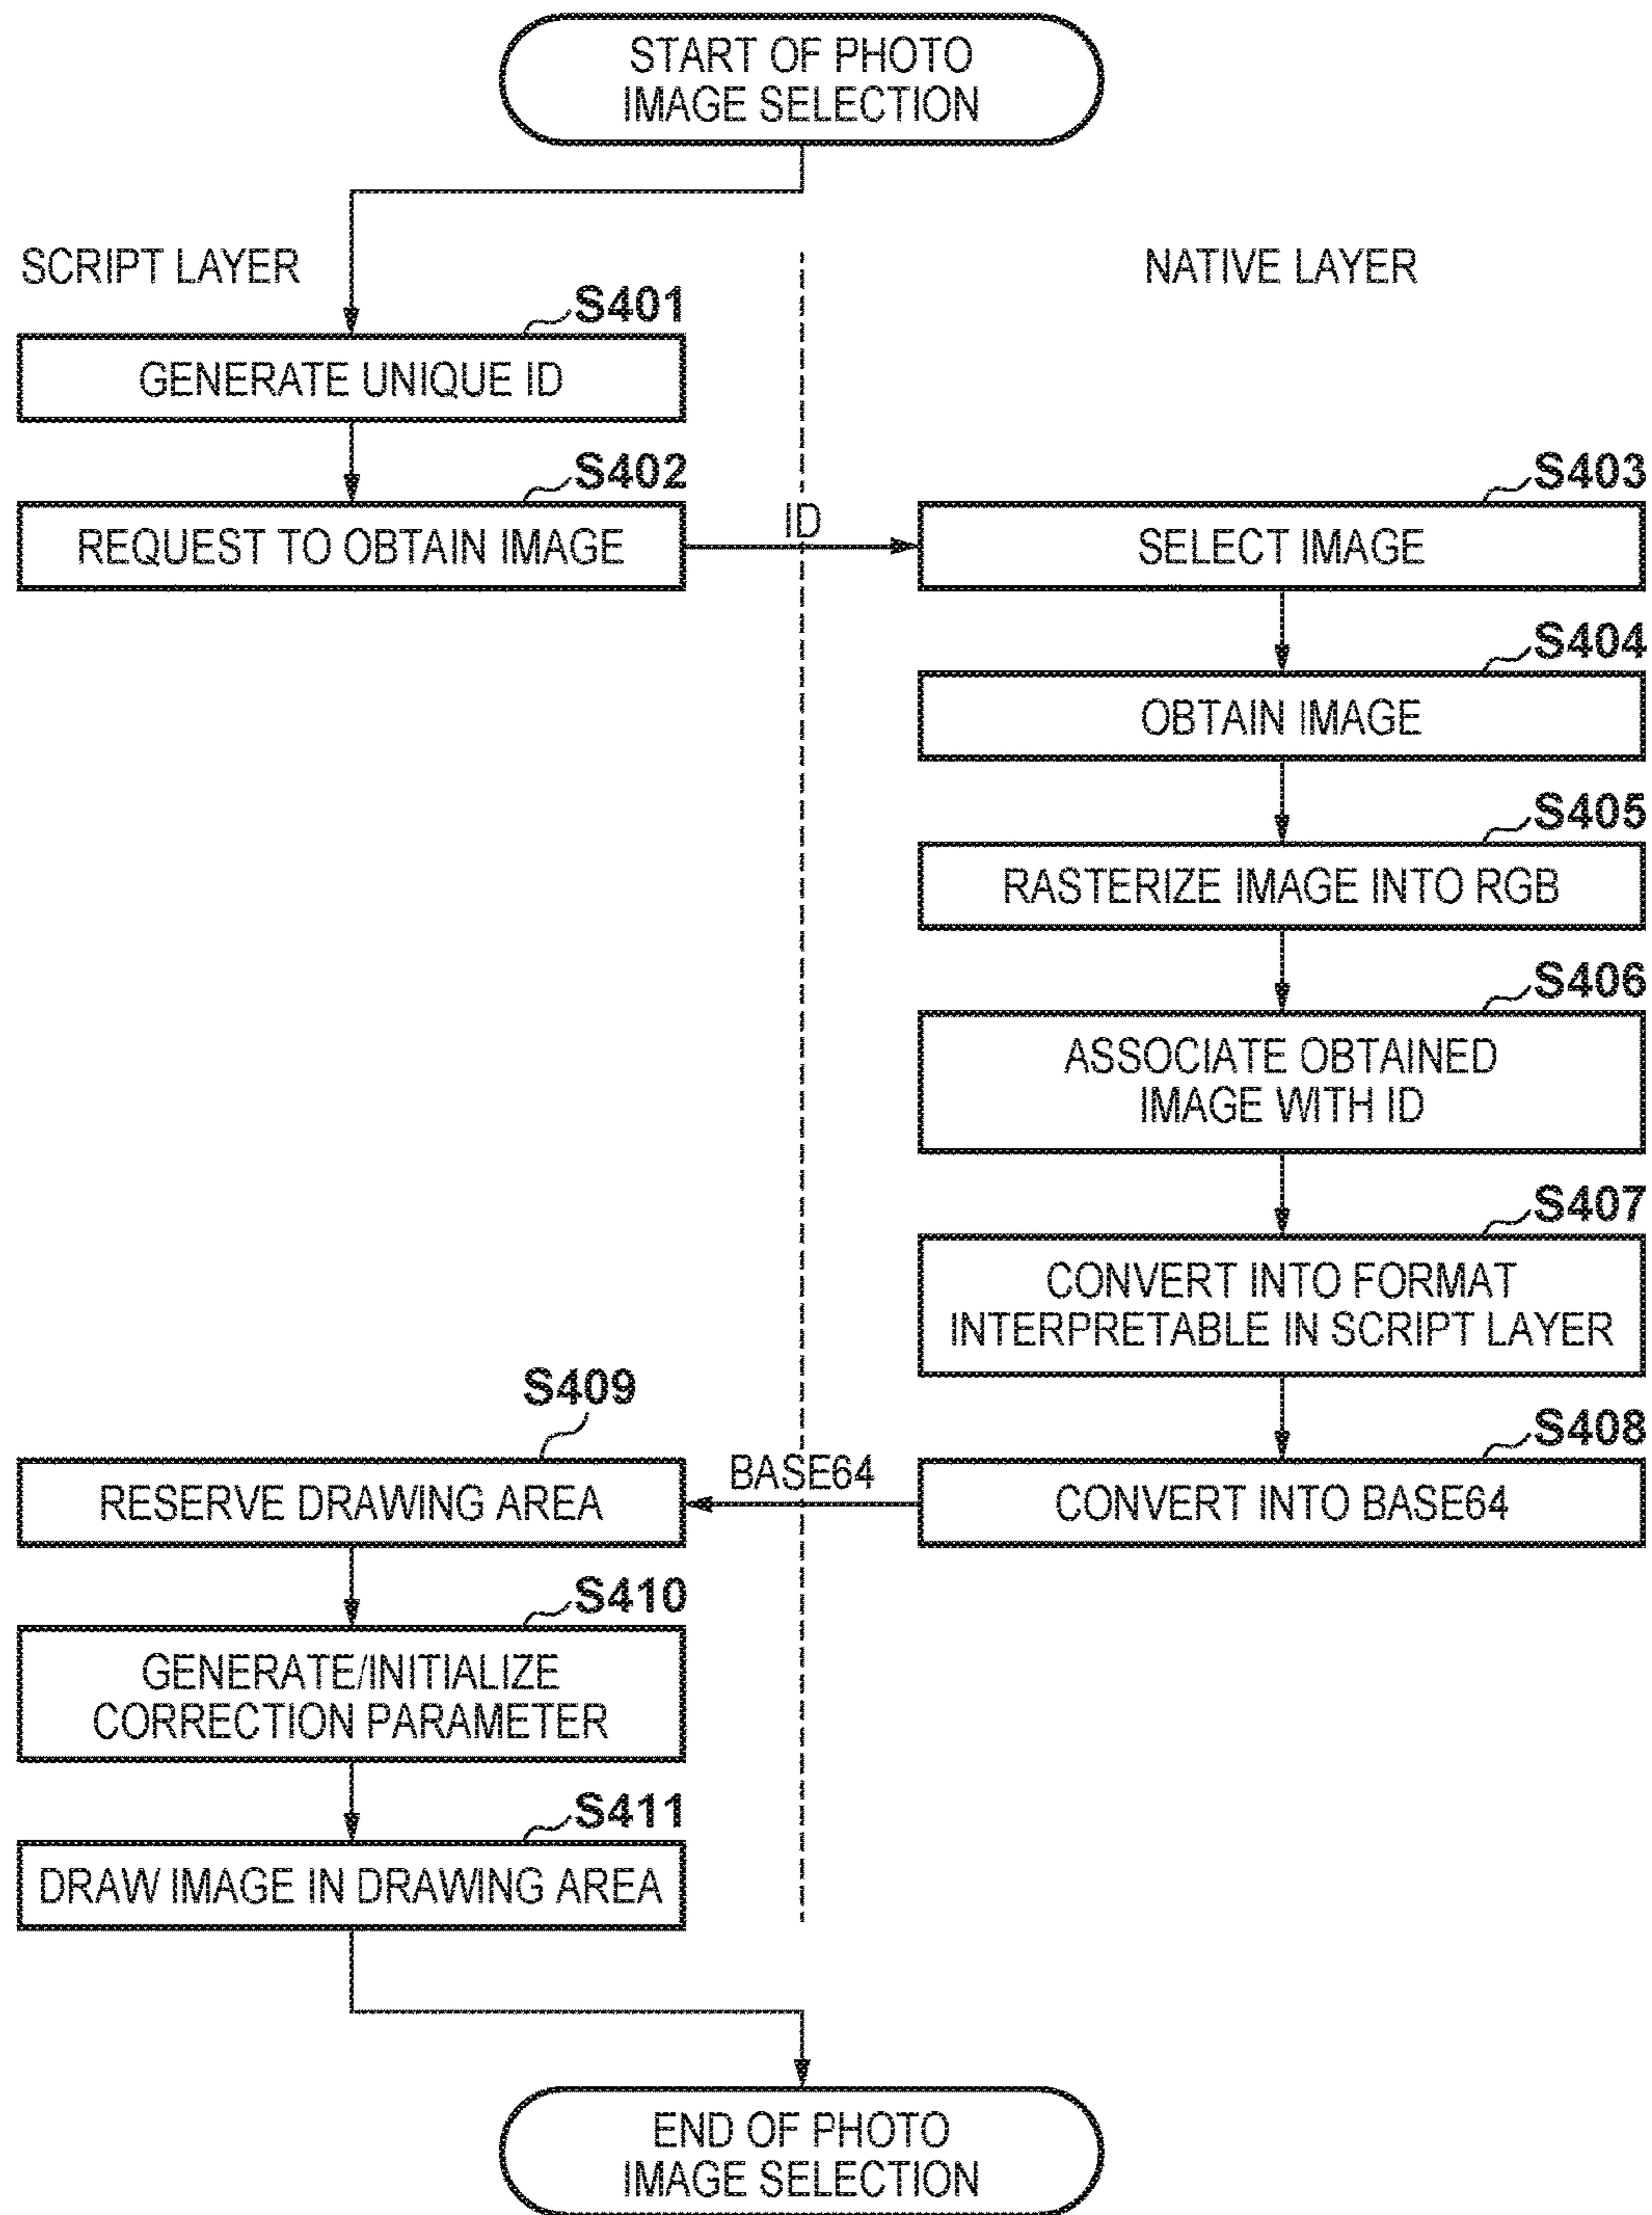 START OF PHOTO
IMAGE SELECTION
SCRIPT LAYER
NATIVE LAYER
S401
GENERATE UNIQUE ID
S402
REQUEST TO OBTAIN IMAGE
ID
S403
SELECT IMAGE
S404
OBTAIN IMAGE
S405
RASTERIZE IMAGE INTO RGB
S406
ASSOCIATE OBTAINED
IMAGE WITH ID
S407
CONVERT INTO FORMAT
INTERPRETABLE IN SCRIPT LAYER
S408
CONVERT INTO BASE64
BASE64
S409
RESERVE DRAWING AREA
S410
GENERATE/INITIALIZE
CORRECTION PARAMETER
S411
DRAW IMAGE IN DRAWING AREA
END OF PHOTO
IMAGE SELECTION